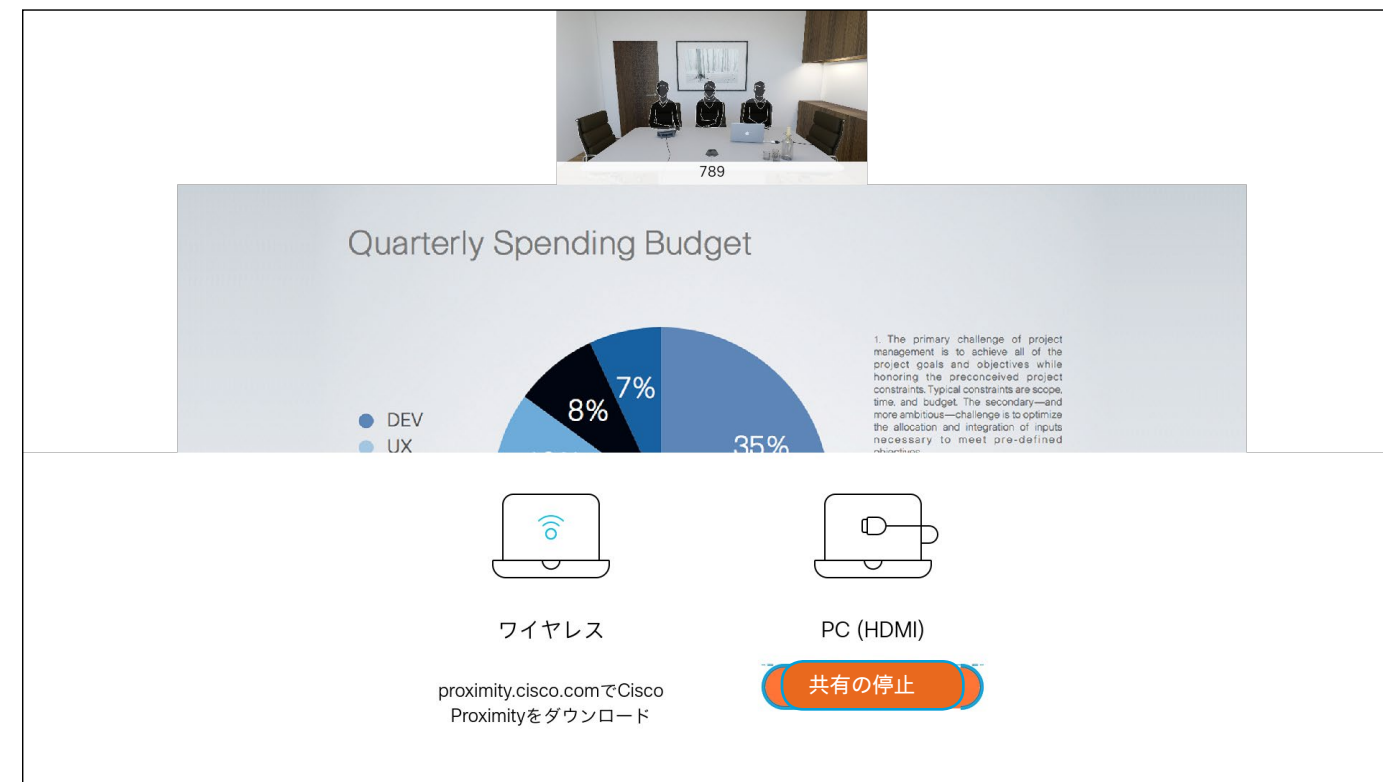 789
Quarterly Spending Budget
7%
8%
35%
DEV
UX
1. The primary challenge of project
management is to achieve all of the
project goals and objectives while
honoring the preconceived project
constraints. Typical constraints are scope,
time, and budget. The secondary—and
more ambitious—challenge is to optimize
the allocation and integration of inputs
necessary to meet pre-defined
objectives.
ワイヤレス
PC (HDMI)
proximity.cisco.comでCisco
Proximityをダウンロード
共有の停止